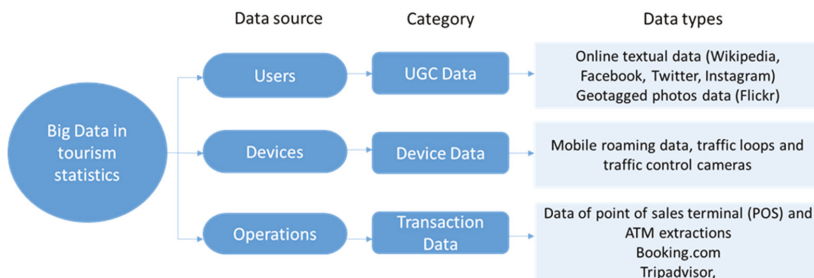 Data source
Category
Data types
Big Data in
tourism
statistics
Users
UGC Data
Online textual data (Wikipedia,
Facebook, Twitter, Instagram)
Geotagged photos data (Flickr)
Devices
Device Data
Mobile roaming data, traffic loops and
traffic control cameras
Operations
Transaction
Data
Data of point of sales terminal (POS) and
ATM extractions
Booking.com
Tripadvisor,